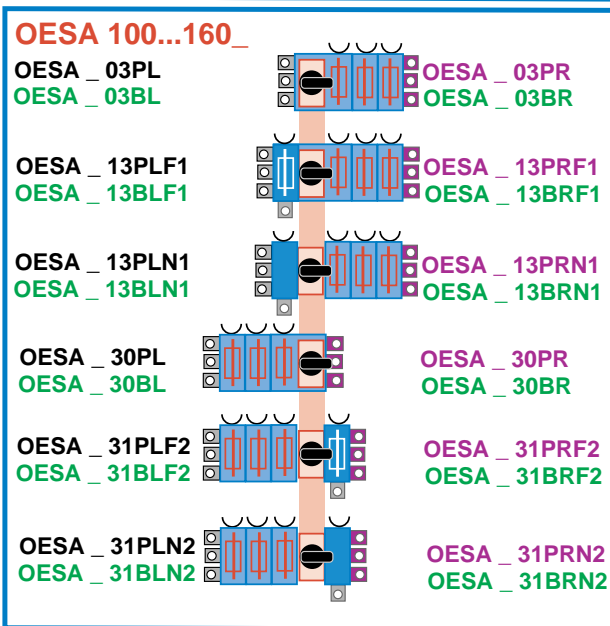 OESA 100...160_
OESA _ 03PL
OESA _ 03BL
OESA _ 03PR
OESA _ 03BR
OESA _ 13PLF1
OESA _ 13BLF1
OESA _ 13PRF1
OESA _ 13BRF1
OESA _ 13PLN1
OESA _ 13BLN1
OESA _ 13PRN1
OESA _ 13BRN1
OESA _ 30PL
OESA _ 30BL
OESA _ 30PR
OESA _ 30BR
OESA _ 31PLF2
OESA _ 31BLF2
OESA _ 31PRF2
OESA _ 31BRF2
OESA _ 31PLN2
OESA _ 31BLN2
OESA _ 31PRN2
OESA _ 31BRN2